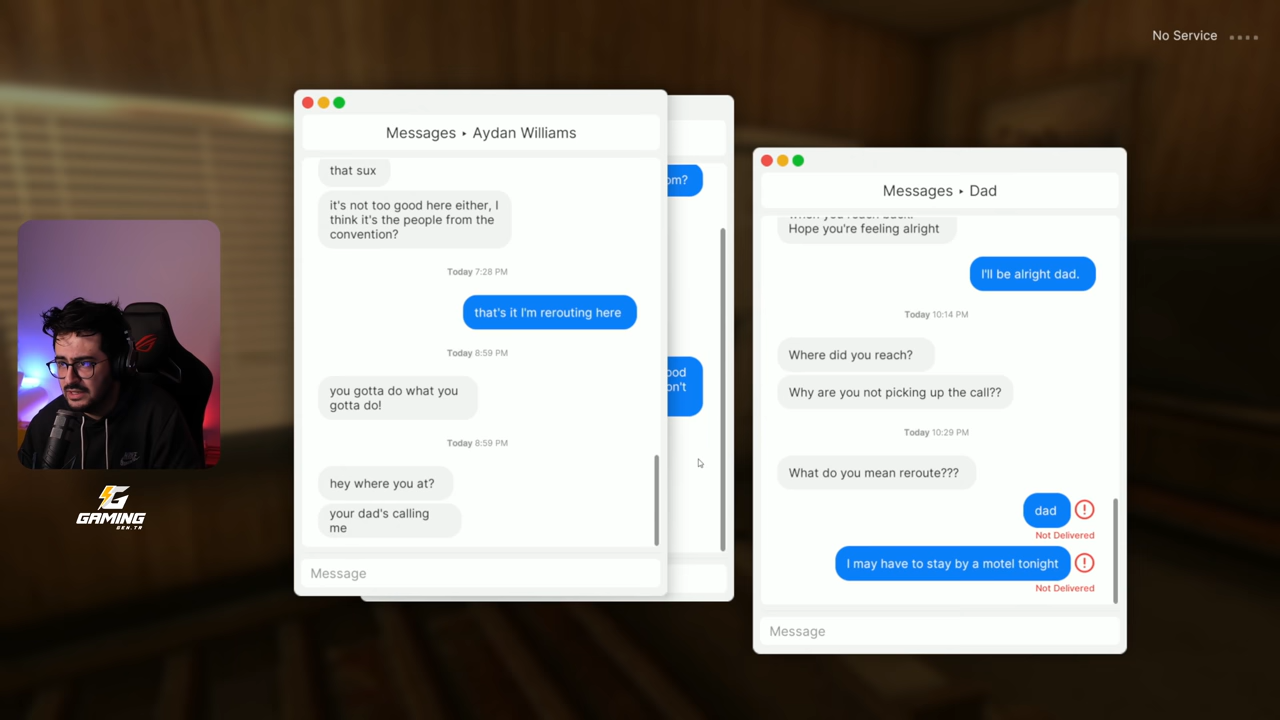 No Service
Messages ▸ Aydan Williams
that sux
it's not too good here either, I
think it's the people from the
convention?
Today 7:28 PM
that's it I'm rerouting here
Today 8:59 PM
you gotta do what you
gotta do!
Today 8:59 PM
hey where you at?
your dad's calling
me
Message
om?
ood
on't
Messages ▸ Dad
Hope you're feeling alright
I'll be alright dad.
Today 10:14 PM
Where did you reach?
Why are you not picking up the call??
Today 10:29 PM
What do you mean reroute???
dad
Not Delivered
I may have to stay by a motel tonight
Not Delivered
Message
GAMING
GEN.TR